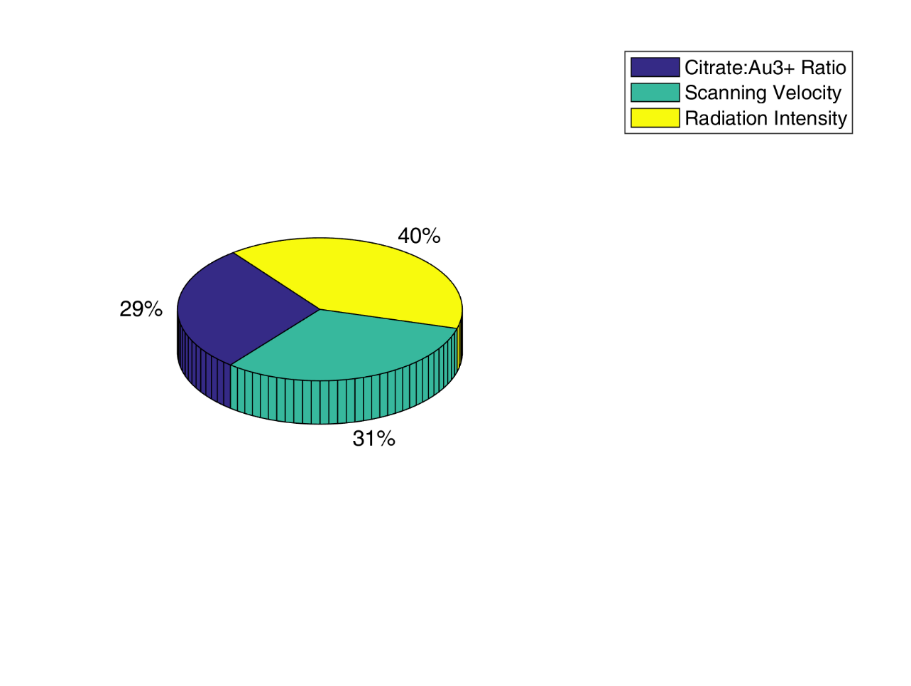 Citrate:Au3+ Ratio
Scanning Velocity
Radiation Intensity
40%
29%
31%